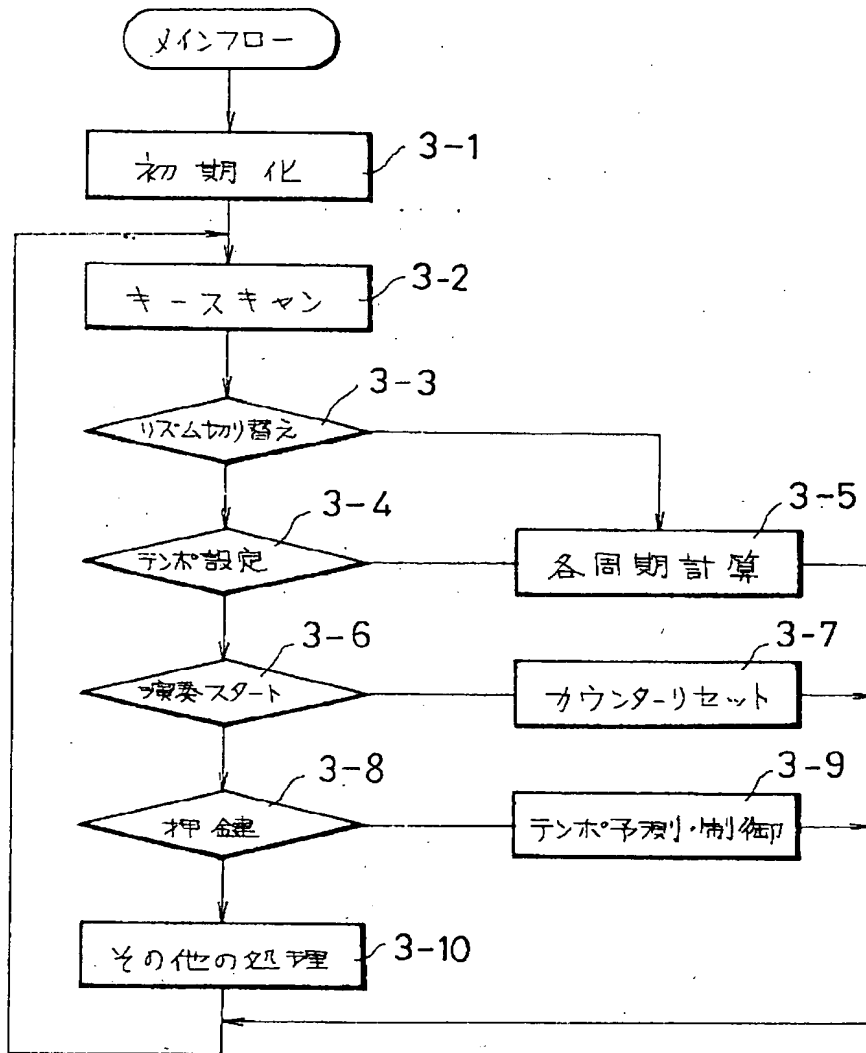 メインフロー
初期化
3-1
キースキャン
3-2
リズム切り替え
3-3
テンポ設定
3-4
各周期計算
3-5
演奏スタート
3-6
カウンターリセット
3-7
押鍵
3-8
テンポ予測・制御
3-9
その他の処理
3-10